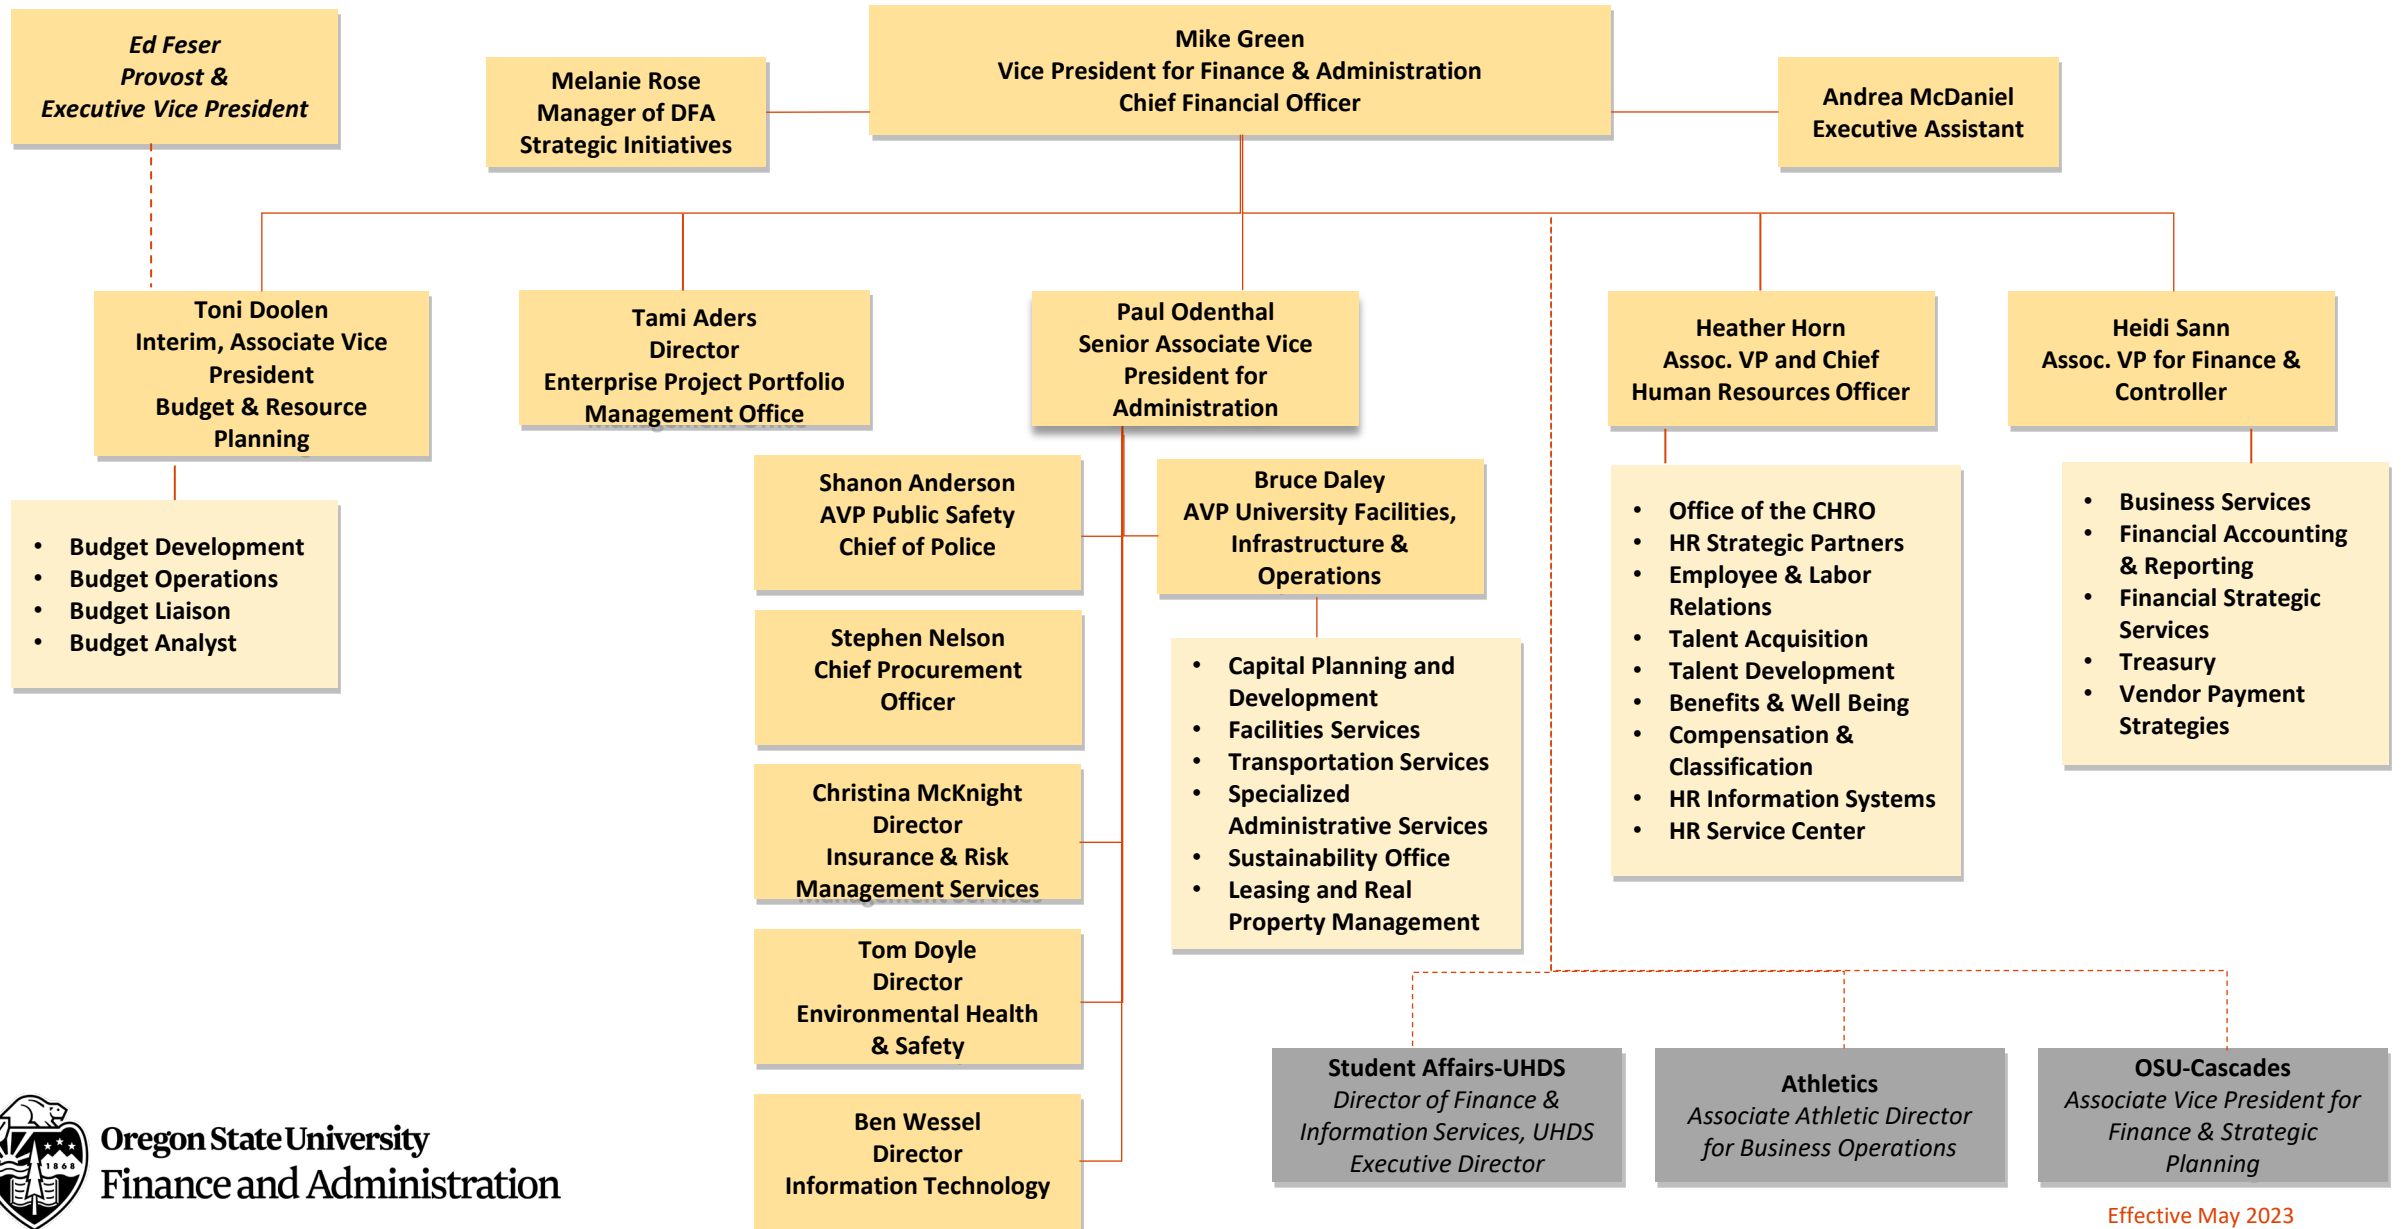 Ed Feser
Provost &
Executive Vice President
Melanie Rose
Manager of DFA
Strategic Initiatives
Mike Green
Vice President for Finance & Administration
Chief Financial Officer
Andrea McDaniel
Executive Assistant
Toni Doolen
Interim, Associate Vice
President
Budget & Resource
Planning
• Budget Development
• Budget Operations
• Budget Liaison
• Budget Analyst
Tami Aders
Director
Enterprise Project Portfolio
Management Office
Paul Odenthal
Senior Associate Vice
President for
Administration
Shanon Anderson
AVP Public Safety
Chief of Police
Stephen Nelson
Chief Procurement
Officer
Christina McKnight
Director
Insurance & Risk
Management Services
Tom Doyle
Director
Environmental Health
& Safety
Ben Wessel
Director
Information Technology
Bruce Daley
AVP University Facilities,
Infrastructure &
Operations
• Capital Planning and
Development
• Facilities Services
• Transportation Services
• Specialized
Administrative Services
• Sustainability Office
• Leasing and Real
Property Management
Heather Horn
Assoc. VP and Chief
Human Resources Officer
• Office of the CHRO
• HR Strategic Partners
• Employee & Labor
Relations
• Talent Acquisition
• Talent Development
• Benefits & Well Being
• Compensation &
Classification
• HR Information Systems
• HR Service Center
Heidi Sann
Assoc. VP for Finance &
Controller
• Business Services
• Financial Accounting
& Reporting
• Financial Strategic
Services
• Treasury
• Vendor Payment
Strategies
Student Affairs-UHDS
Director of Finance &
Information Services, UHDS
Executive Director
Athletics
Associate Athletic Director
for Business Operations
OSU-Cascades
Associate Vice President for
Finance & Strategic
Planning
1868
Oregon State University
Finance and Administration
Effective May 2023